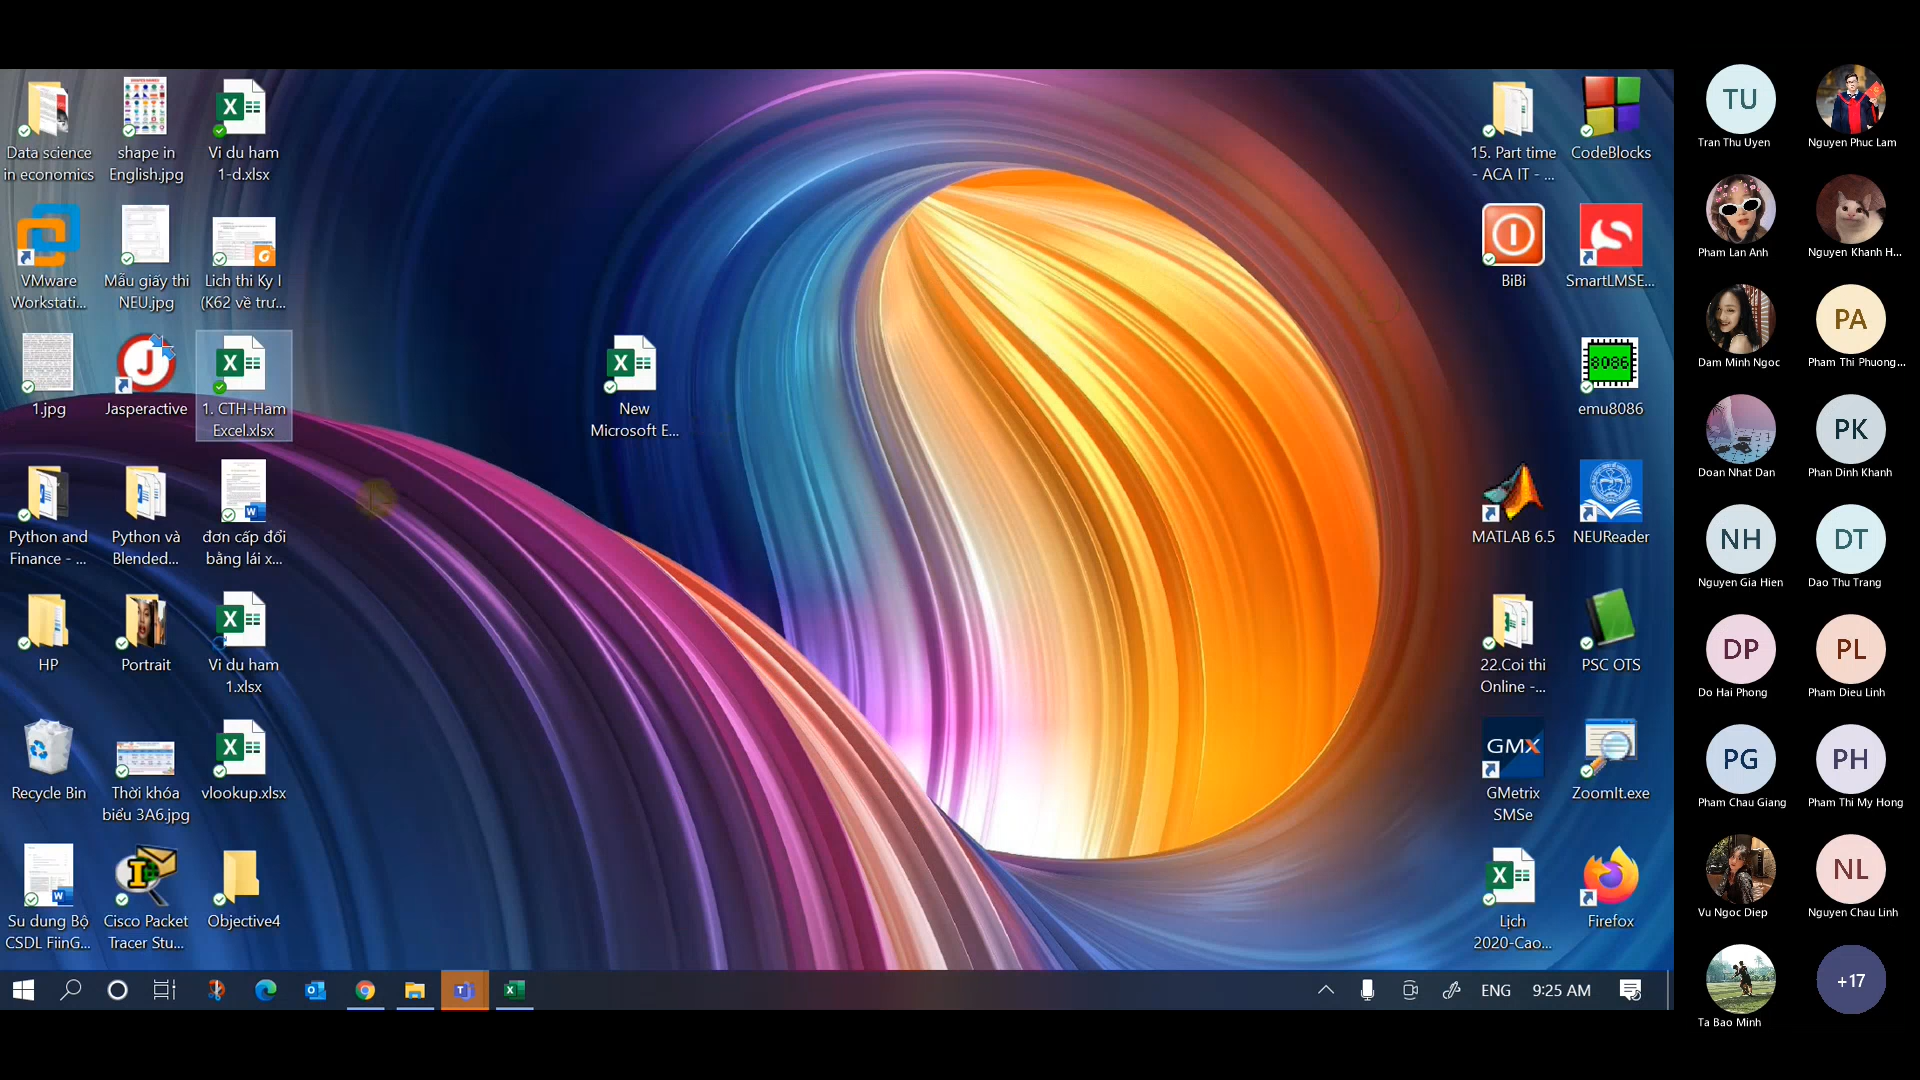 Data science
in economics
shape in
English.jpg
Vi du ham
1-d.xlsx
VMware
Workstati...
Mẫu giấy thi
NEU.jpg
Lich thi Ky I
(K62 về trư...
1.jpg
Jasperactive
1. CTH-Ham
Excel.xlsx
Python and
Finance - ...
Python và
Blended...
đơn cấp đổi
bằng lái x...
HP
Portrait
Vi du ham
1.xlsx
Recycle Bin
Thời khóa
biểu 3A6.jpg
vlookup.xlsx
Su dung Bộ
CSDL FiinG...
Cisco Packet
Tracer Stu...
Objective4
New
Microsoft E...
15. Part time
- ACA IT - ...
CodeBlocks
BiBi
SmartLMSE...
8086
emu8086
MATLAB 6.5
NEUReader
22.Coi thi
Online -...
PSC OTS
GMX
GMetrix
SMSe
ZoomIt.exe
Lịch
2020-Cao...
Firefox
ENG
9:25 AM
TU
Tran Thu Uyen
Nguyen Phuc Lam
Pham Lan Anh
Nguyen Khanh H...
Dam Minh Ngoc
PA
Pham Thi Phuong...
Doan Nhat Dan
PK
Phan Dinh Khanh
NH
Nguyen Gia Hien
DT
Dao Thu Trang
DP
Do Hai Phong
PL
Pham Dieu Linh
PG
Pham Chau Giang
PH
Pham Thi My Hong
Vu Ngoc Diep
NL
Nguyen Chau Linh
Ta Bao Minh
+17